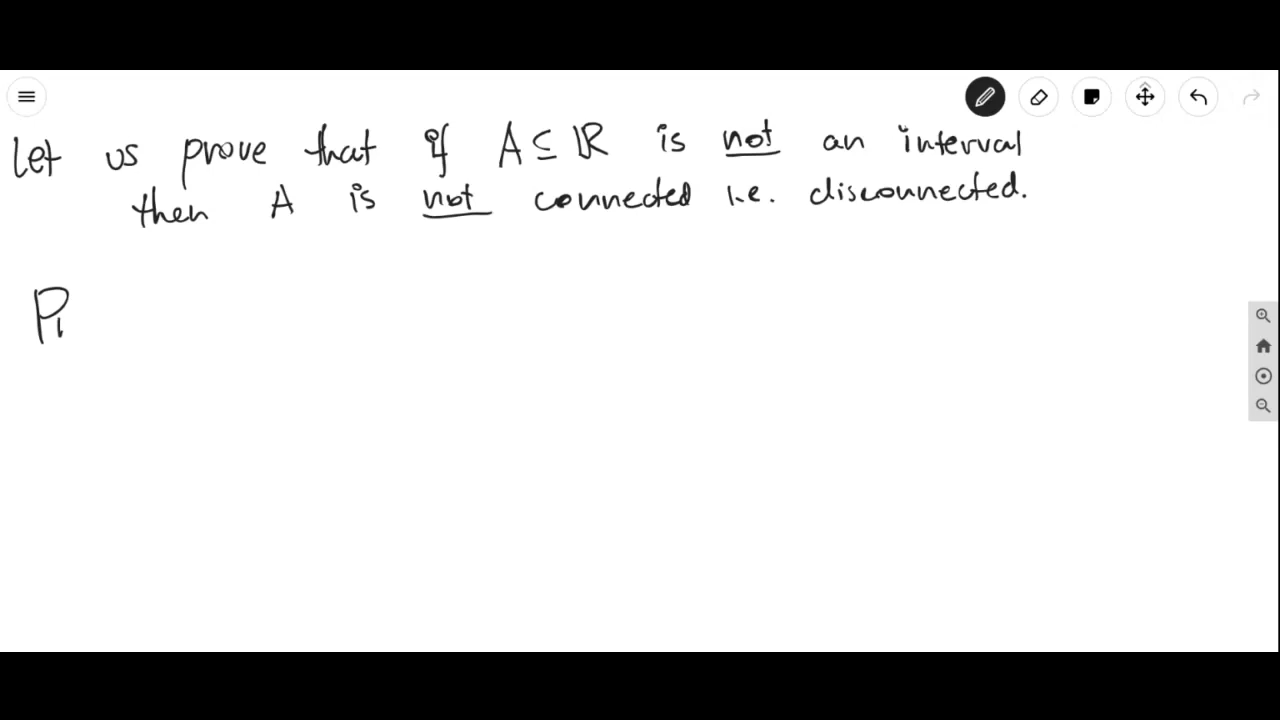 Let us prove that if A ⊆ ℝ is not an interval
then A is not connected i.e. disconnected.